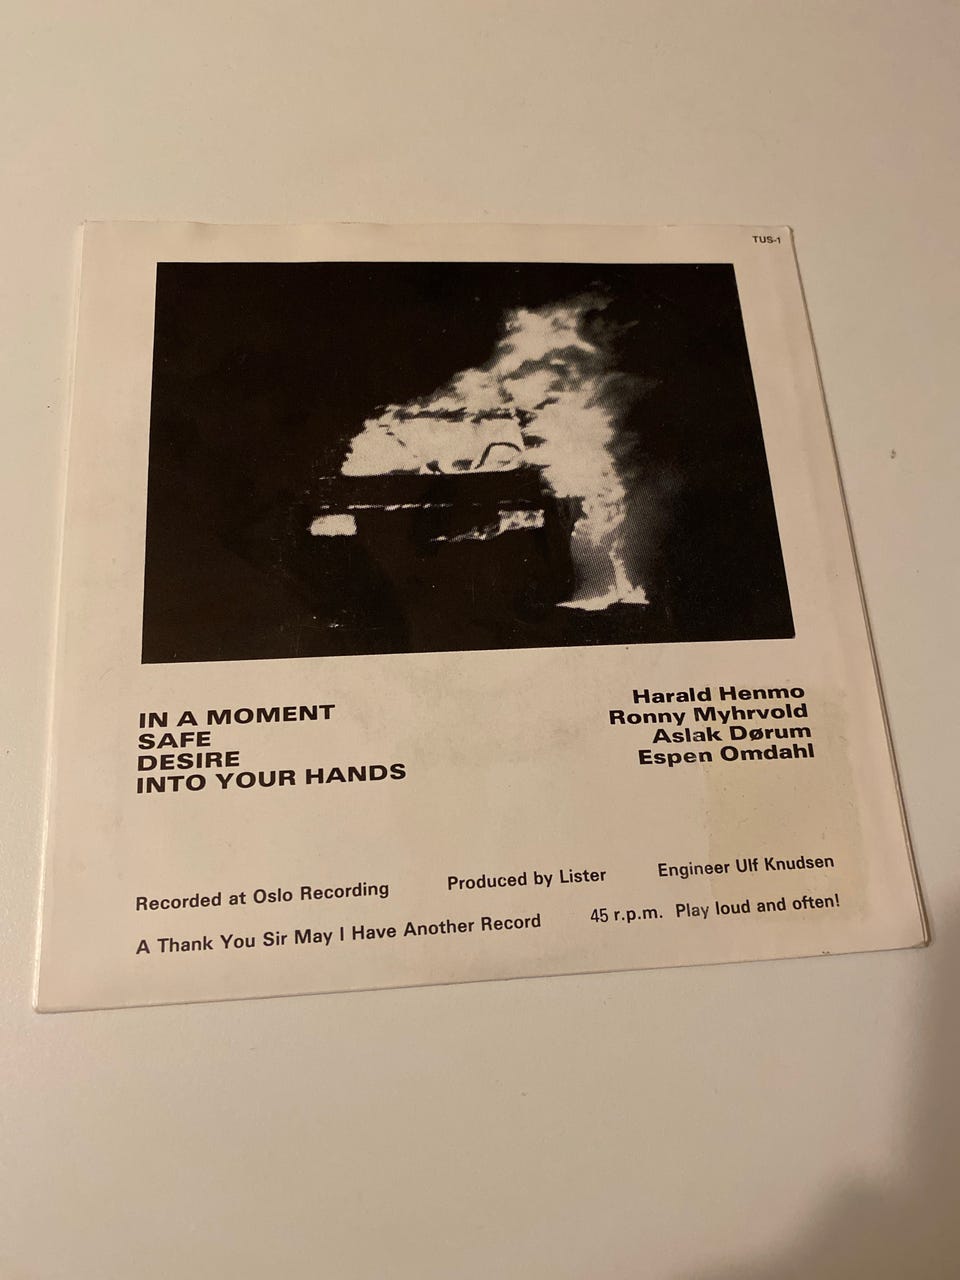 TUS-1
IN A MOMENT
SAFE
DESIRE
INTO YOUR HANDS
Harald Henmo
Ronny Myhrvold
Aslak Dørum
Espen Omdahl
Recorded at Oslo Recording
Produced by Lister
Engineer Ulf Knudsen
A Thank You Sir May I Have Another Record
45 r.p.m. Play loud and often!